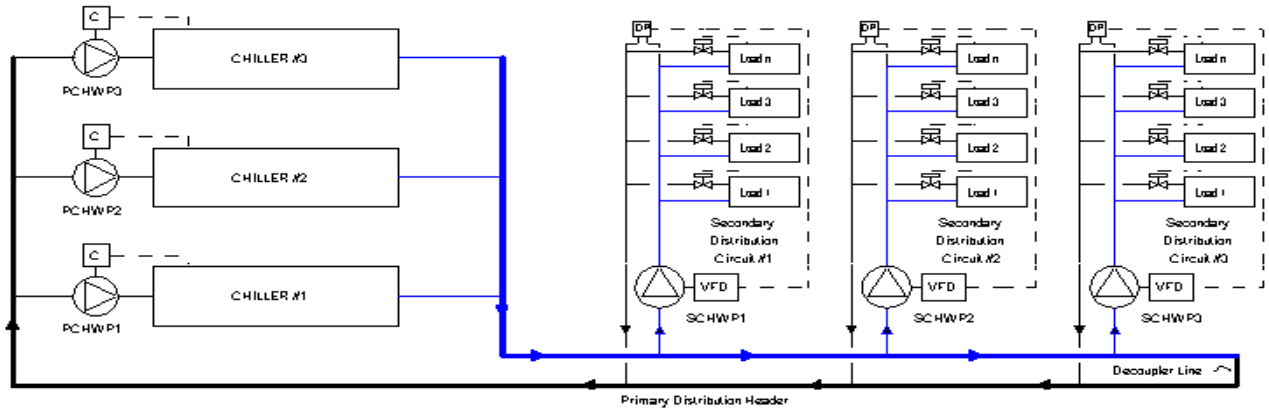 C
CHILLER #3
PCHWP3
C
CHILLER #2
PCHWP2
C
CHILLER #1
PCHWP1
DP
Load n
Load 3
Load 2
Load 1
Secondary
Distribution
Circuit #1
VFD
SCHWP1
DP
Load n
Load 3
Load 2
Load 1
Secondary
Distribution
Circuit #2
VFD
SCHWP2
DP
Load n
Load 3
Load 2
Load 1
Secondary
Distribution
Circuit #3
VFD
SCHWP3
Decoupler Line
Primary Distribution Header